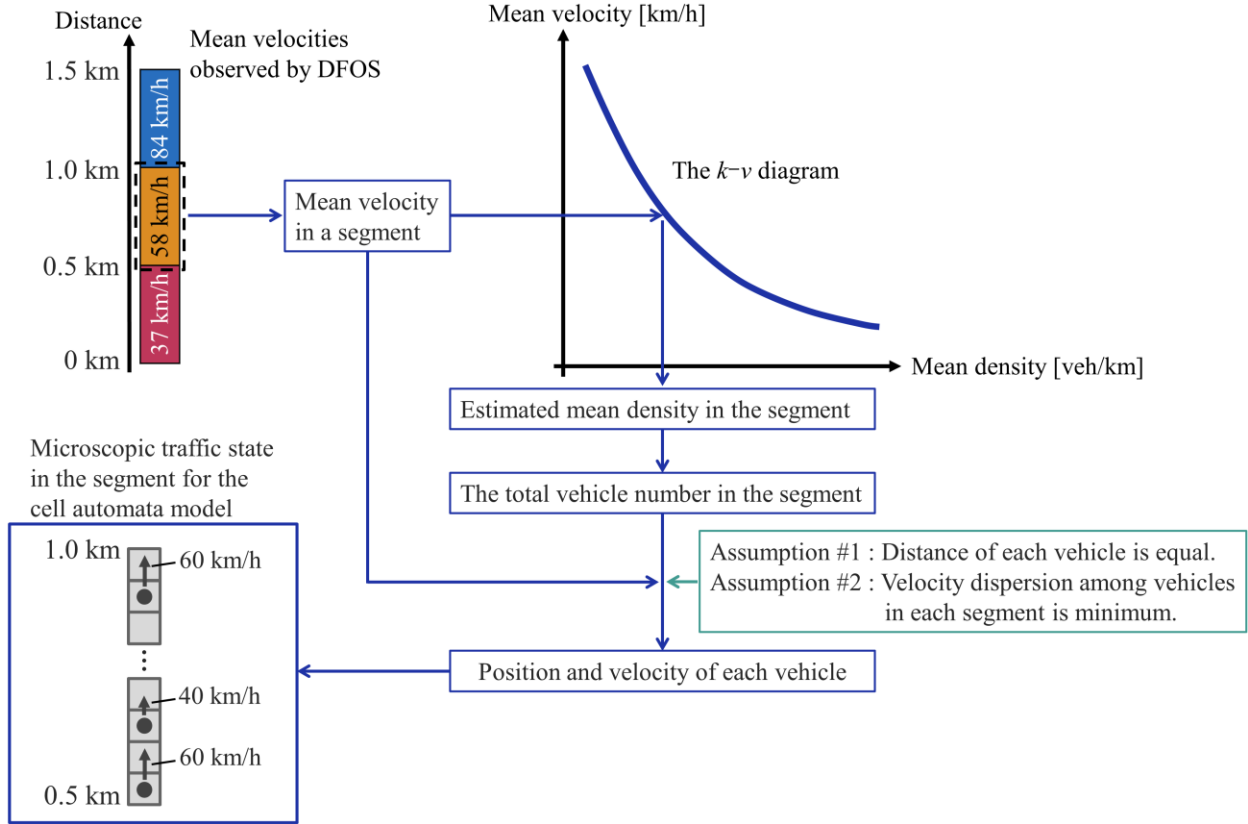 Distance
Mean velocities
observed by DFOS
1.5 km
1.0 km
0.5 km
0 km
84 km/h
58 km/h
37 km/h
Mean velocity
in a segment
Mean velocity [km/h]
The k−v diagram
Mean density [veh/km]
Estimated mean density in the segment
The total vehicle number in the segment
Assumption #1 : Distance of each vehicle is equal.
Assumption #2 : Velocity dispersion among vehicles
in each segment is minimum.
Position and velocity of each vehicle
Microscopic traffic state
in the segment for the
cell automata model
1.0 km
60 km/h
40 km/h
60 km/h
0.5 km